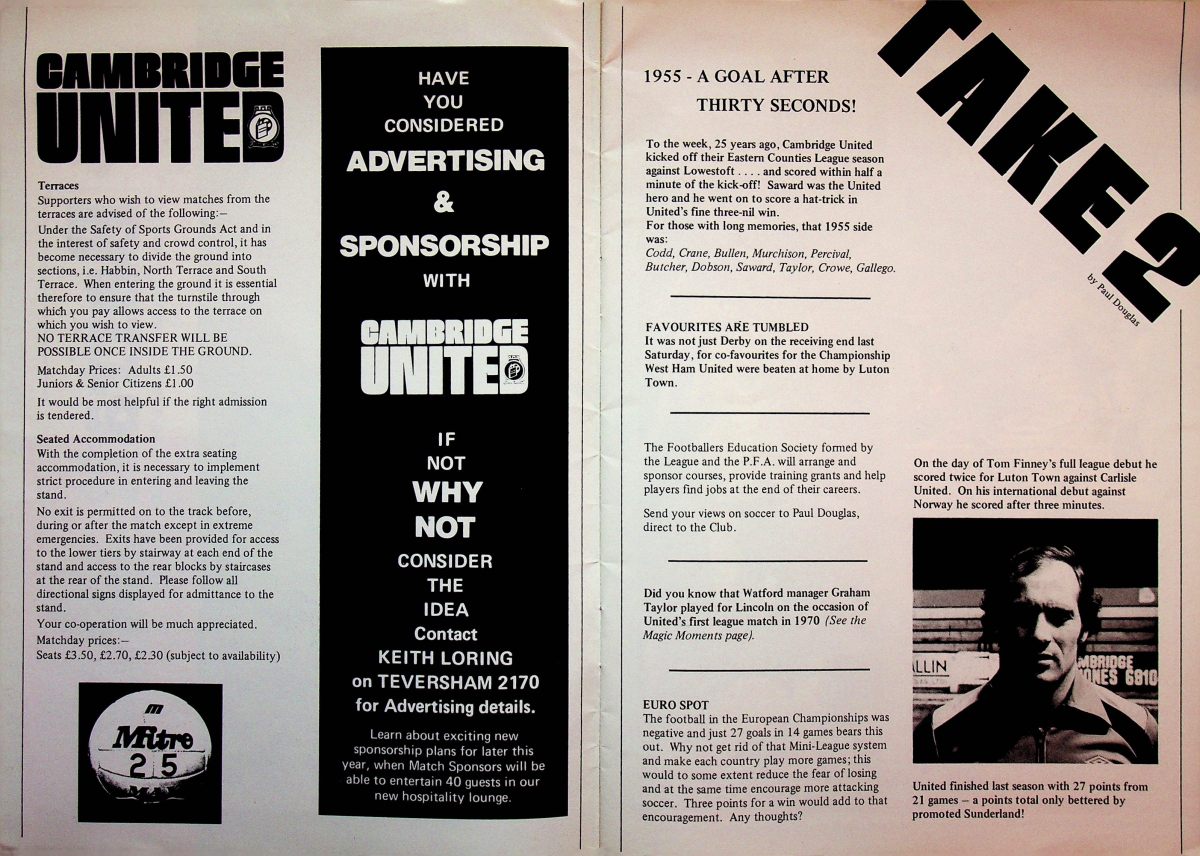 CAMBRIDGE
UNITED
Terraces
Supporters who wish to view matches from the
terraces are advised of the following:—
Under the Safety of Sports Grounds Act and in
the interest of safety and crowd control, it has
become necessary to divide the ground into
sections, i.e. Habbin, North Terrace and South
Terrace. When entering the ground it is essential
therefore to ensure that the turnstile through
which you pay allows access to the terrace on
which you wish to view.
NO TERRACE TRANSFER WILL BE
POSSIBLE ONCE INSIDE THE GROUND.
Matchday Prices: Adults £1.50
Juniors & Senior Citizens £1.00
It would be most helpful if the right admission
is tendered.
Seated Accommodation
With the completion of the extra seating
accommodation, it is necessary to implement
strict procedure in entering and leaving the
stand.
No exit is permitted on to the track before,
during or after the match except in extreme
emergencies. Exits have been provided for access
to the lower tiers by stairway at each end of the
stand and access to the rear blocks by staircases
at the rear of the stand. Please follow all
directional signs displayed for admittance to the
stand.
Your co-operation will be much appreciated.
Matchday prices:—
Seats £3.50, £2.70, £2.30 (subject to availability)
m
Mitre
25
HAVE
YOU
CONSIDERED
ADVERTISING
&
SPONSORSHIP
WITH
CAMBRIDGE
UNITED
IF
NOT
WHY
NOT
CONSIDER
THE
IDEA
Contact
KEITH LORING
on TEVERSHAM 2170
for Advertising details.
Learn about exciting new
sponsorship plans for later this
year, when Match Sponsors will be
able to entertain 40 guests in our
new hospitality lounge.
TAKE 2
by Paul Douglas
1955 - A GOAL AFTER
THIRTY SECONDS!
To the week, 25 years ago, Cambridge United
kicked off their Eastern Counties League season
against Lowestoft . . . . and scored within half a
minute of the kick-off! Saward was the United
hero and he went on to score a hat-trick in
United's fine three-nil win.
For those with long memories, that 1955 side
was:
Codd, Crane, Bullen, Murchison, Percival,
Butcher, Dobson, Saward, Taylor, Crowe, Gallego.
FAVOURITES ARE TUMBLED
It was not just Derby on the receiving end last
Saturday, for co-favourites for the Championship
West Ham United were beaten at home by Luton
Town.
The Footballers Education Society formed by
the League and the P.F.A. will arrange and
sponsor courses, provide training grants and help
players find jobs at the end of their careers.
Send your views on soccer to Paul Douglas,
direct to the Club.
Did you know that Watford manager Graham
Taylor played for Lincoln on the occasion of
United's first league match in 1970 (See the
Magic Moments page).
EURO SPOT
The football in the European Championships was
negative and just 27 goals in 14 games bears this
out. Why not get rid of that Mini-League system
and make each country play more games; this
would to some extent reduce the fear of losing
and at the same time encourage more attacking
soccer. Three points for a win would add to that
encouragement. Any thoughts?
On the day of Tom Finney's full league debut he
scored twice for Luton Town against Carlisle
United. On his international debut against
Norway he scored after three minutes.
ALLIN
MBRIDGE
ONES 6910
United finished last season with 27 points from
21 games — a points total only bettered by
promoted Sunderland!